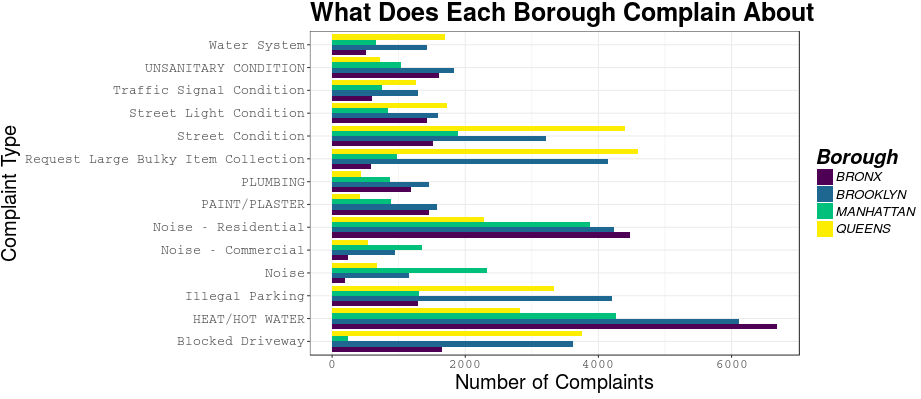 What Does Each Borough Complain About
Complaint Type
Water System
UNSANITARY CONDITION
Traffic Signal Condition
Street Light Condition
Street Condition
Request Large Bulky Item Collection
PLUMBING
PAINT/PLASTER
Noise - Residential
Noise - Commercial
Noise
Illegal Parking
HEAT/HOT WATER
Blocked Driveway
0 2000 4000 6000
Number of Complaints
Borough
BRONX
BROOKLYN
MANHATTAN
QUEENS